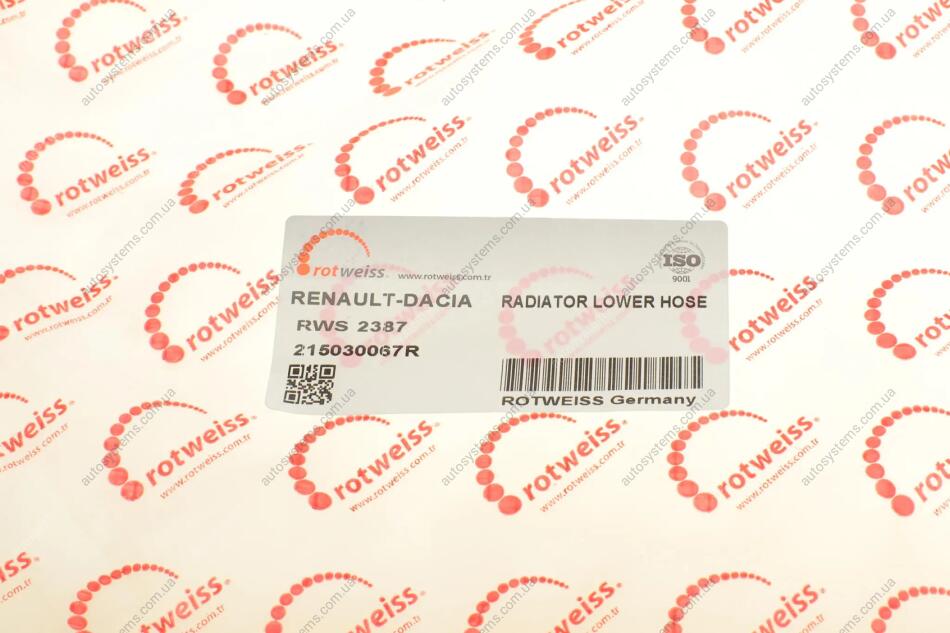 rotweiss.
www.rotweiss.com.tr
ISO
9001
RENAULT-DACIA
RADIATOR LOWER HOSE
RWS 2387
215030067R
ROTWEISS Germany
rotweiss
www.rotweiss.com.tr
autosystems.com.ua